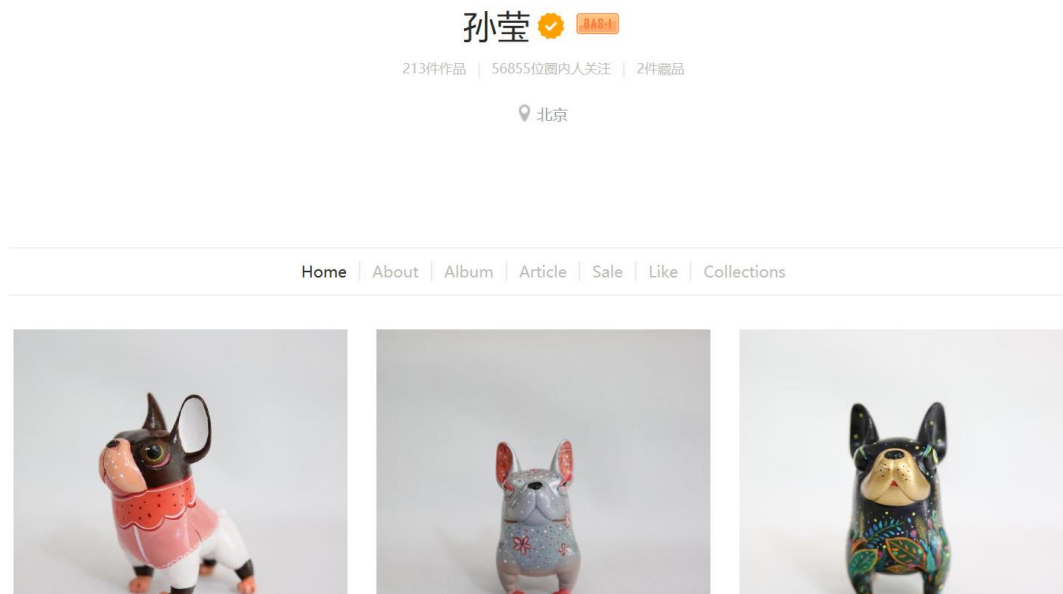 孙莹 BAS-I
213件作品 | 56855位圈内人关注 | 2件藏品
北京
Home | About | Album | Article | Sale | Like | Collections